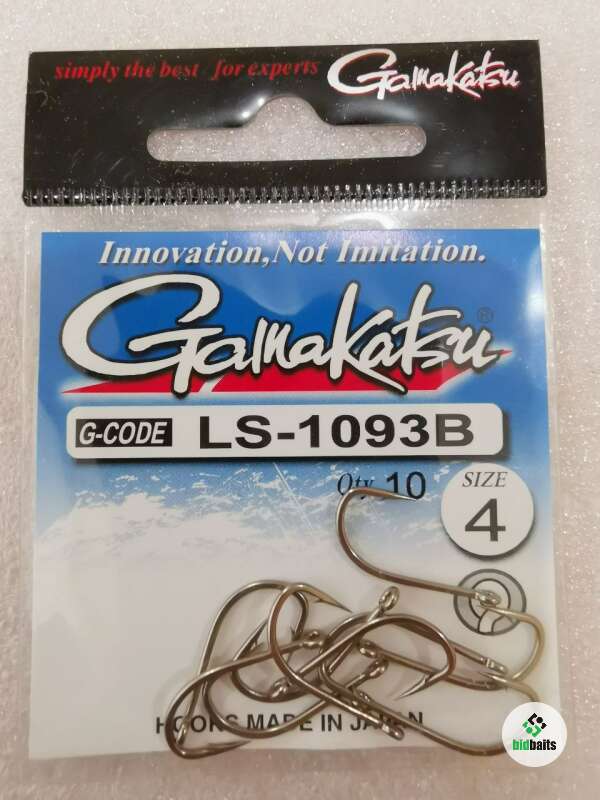 simply the best for experts Gamakatsu
Innovation, Not Imitation.
Gamakatsu®
G-CODE LS-1093B
Qty 10
SIZE
4
HOOKS MADE IN JAPAN
bidbaits